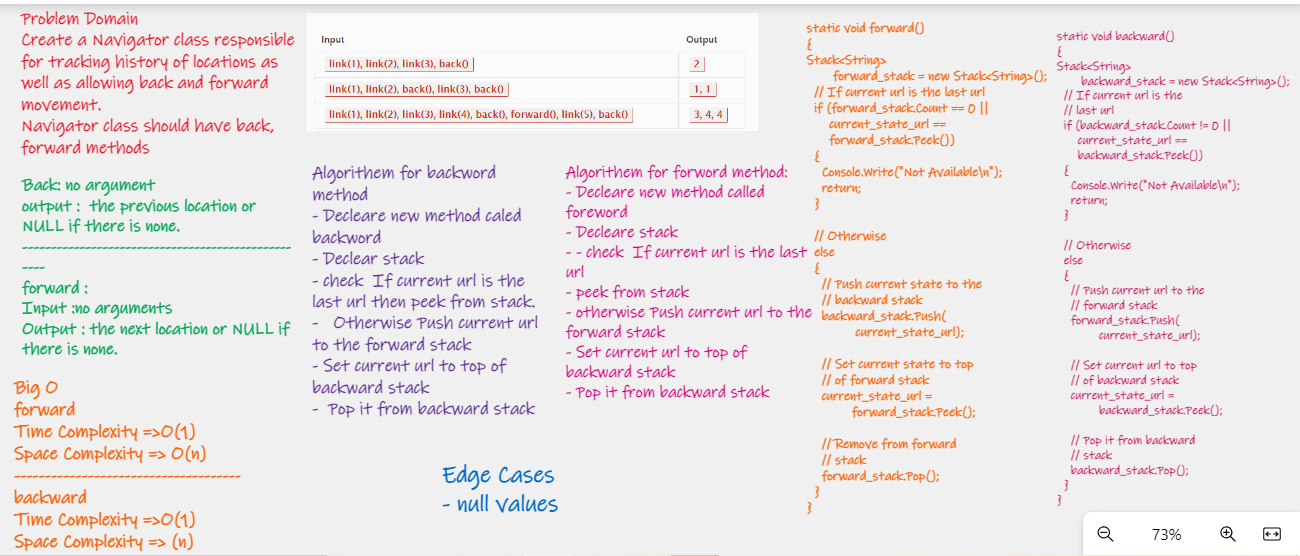 Problem Domain
Create a Navigator class responsible
for tracking history of locations as
well as allowing back and forward
movement.
Navigator class should have back,
forward methods
Back: no argument
output : the previous location or
NULL if there is none.
----------------------------------------------
----
forward :
Input :no arguments
Output : the next location or NULL if
there is none.
Big O
forward
Time Complexity =>O(1)
Space Complexity => O(n)
--------------------------------------
backward
Time Complexity =>O(1)
Space Complexity => (n)
Input Output
link(1), link(2), link(3), back() 2
link(1), link(2), back(), link(3), back() 1, 1
link(1), link(2), link(3), link(4), back(), forward(), link(5), back() 3, 4, 4
Algorithem for backword
method
- Decleare new method caled
backword
- Declear stack
- check If current url is the
last url then peek from stack.
- Otherwise Push current url
to the forward stack
- Set current url to top of
backward stack
- Pop it from backward stack
Algorithem for forword method:
- Decleare new method called
foreword
- Decleare stack
- - check If current url is the last
url
- peek from stack
- otherwise Push current url to the
forward stack
- Set current url to top of
backward stack
- Pop it from backward stack
Edge Cases
- null values
static void forward()
{
Stack<String>
forward_stack = new Stack<String>();
// If current url is the last url
if (forward_stack.Count == 0 ||
current_state_url ==
forward_stack.Peek())
{
Console.Write("Not Available\n");
return;
}
// Otherwise
else
{
// Push current state to the
// backward stack
backward_stack.Push(
current_state_url);
// Set current state to top
// of forward stack
current_state_url =
forward_stack.Peek();
// Remove from forward
// stack
forward_stack.Pop();
}
}
static void backward()
{
Stack<String>
backward_stack = new Stack<String>();
// If current url is the
// last url
if (backward_stack.Count != 0 ||
current_state_url ==
backward_stack.Peek())
{
Console.Write("Not Available\n");
return;
}
// Otherwise
else
{
// Push current url to the
// forward stack
forward_stack.Push(
current_state_url);
// Set current url to top
// of backward stack
current_state_url =
backward_stack.Peek();
// Pop it from backward
// stack
backward_stack.Pop();
}
}
73%